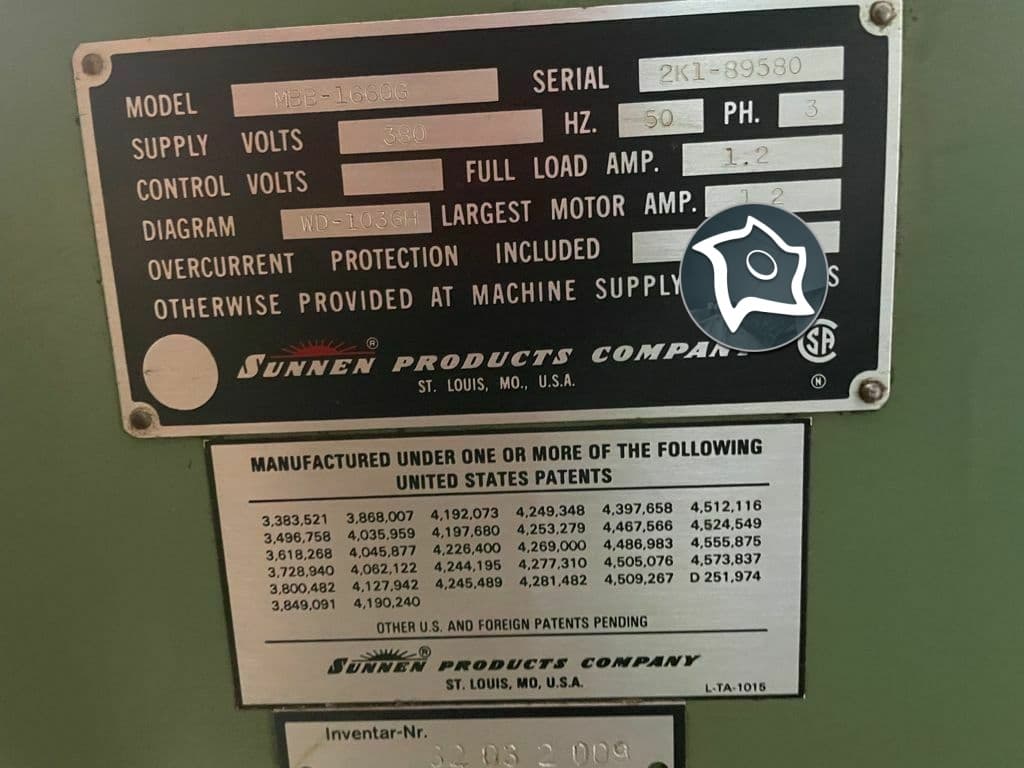 MODEL MBB-1660G SERIAL 2K1-89580
SUPPLY VOLTS 380 HZ. 50 PH. 3
CONTROL VOLTS FULL LOAD AMP. 1.2
DIAGRAM WD-1036H LARGEST MOTOR AMP. 1.2
OVERCURRENT PROTECTION INCLUDED
OTHERWISE PROVIDED AT MACHINE SUPPLY
SUNNEN ® PRODUCTS COMPANY
ST. LOUIS, MO., U.S.A.
SA
N
MANUFACTURED UNDER ONE OR MORE OF THE FOLLOWING
UNITED STATES PATENTS
3,383,521 3,868,007 4,192,073 4,249,348 4,397,658 4,512,116
3,496,758 4,035,959 4,197,680 4,253,279 4,467,566 4,524,549
3,618,268 4,045,877 4,226,400 4,269,000 4,486,983 4,555,875
3,728,940 4,062,122 4,244,195 4,277,310 4,505,076 4,573,837
3,800,482 4,127,942 4,245,489 4,281,482 4,509,267 D 251,974
3,849,091 4,190,240
OTHER U.S. AND FOREIGN PATENTS PENDING
SUNNEN ® PRODUCTS COMPANY
ST. LOUIS, MO, U.S.A.
L-TA-1015
Inventar-Nr.
32 03 2 009